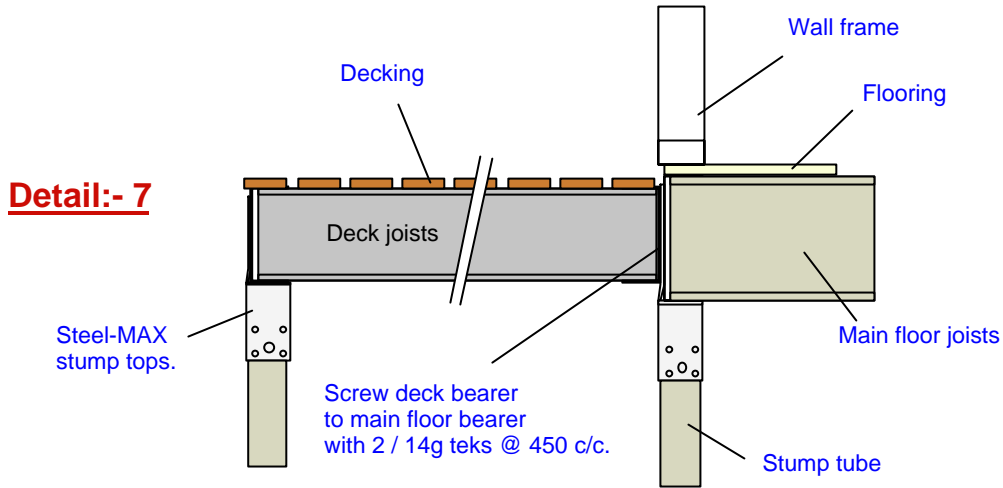 Wall frame
Decking
Flooring
Detail:- 7
Deck joists
Steel-MAX
stump tops.
Main floor joists
Screw deck bearer
to main floor bearer
with 2 / 14g teks @ 450 c/c.
Stump tube